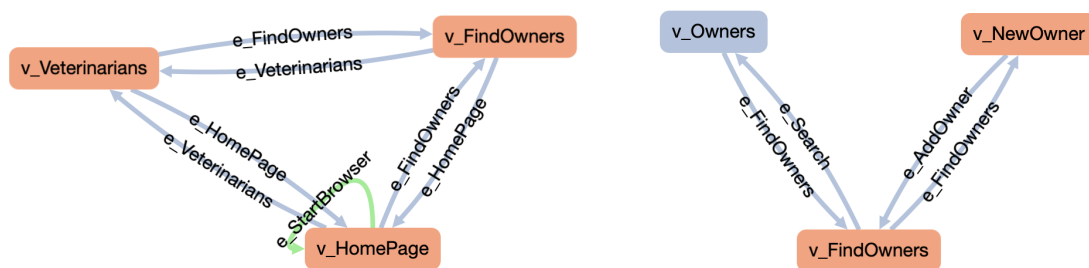 v_Veterinarians
e_FindOwners
v_FindOwners
e_Veterinarians
e_HomePage
e_Veterinarians
e_StartBrowser
e_FindOwners
e_HomePage
v_HomePage
v_Owners
v_NewOwner
e_FindOwners
e_Search
e_AddOwner
e_FindOwners
v_FindOwners